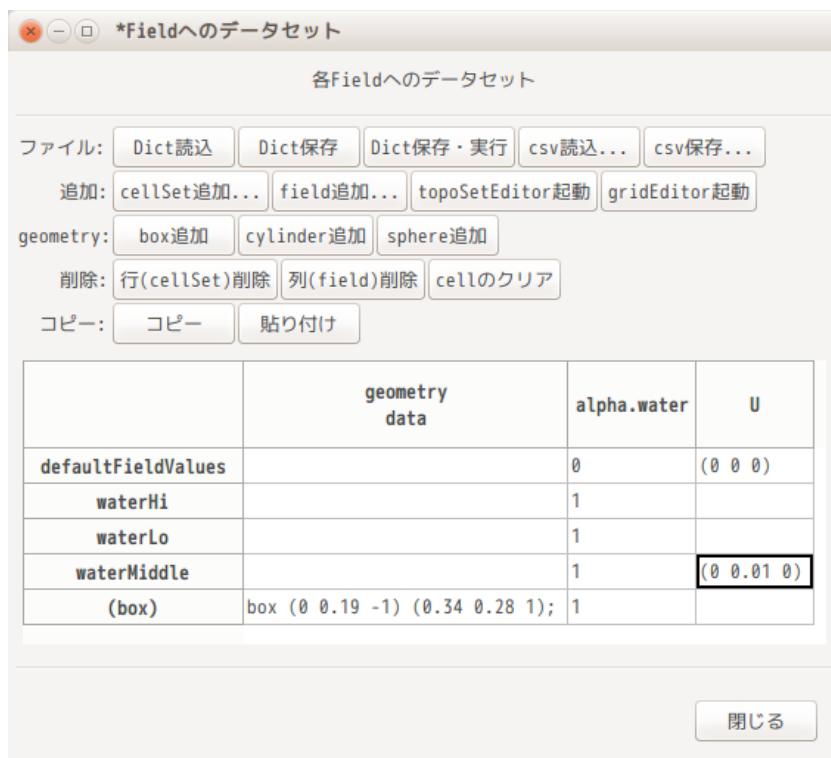 *Fieldへのデータセット
各Fieldへのデータセット
ファイル: Dict読込 Dict保存 Dict保存・実行 csv読込... csv保存...
追加: cellSet追加... field追加... topoSetEditor起動 gridEditor起動
geometry: box追加 cylinder追加 sphere追加
削除: 行(cellSet)削除 列(field)削除 cellのクリア
コピー: コピー 貼り付け
geometry
data alpha.water U
defaultFieldValues 0 (0 0 0)
waterHi 1
waterLo 1
waterMiddle 1 (0 0.01 0)
(box) box (0 0.19 -1) (0.34 0.28 1); 1
閉じる